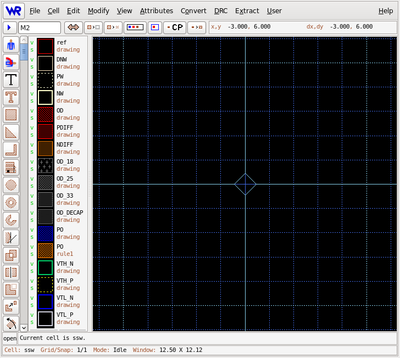 WR File Cell Edit Modify View Attributes Convert DRC Extract User Help
M2 CP x,y -3.000, 6.000 dx,dy -3.000, 6.000
ref
drawing
DNW
drawing
PW
drawing
NW
drawing
OD
drawing
PDIFF
drawing
NDIFF
drawing
OD_18
drawing
OD_25
drawing
OD_33
drawing
OD_DECAP
drawing
PO
drawing
PO
rule1
VTH_N
drawing
VTH_P
drawing
VTL_N
drawing
VTL_P
drawing
open Current cell is ssw.
Cell: ssw Grid/Snap: 1/1 Mode: Idle Window: 12.50 X 12.12